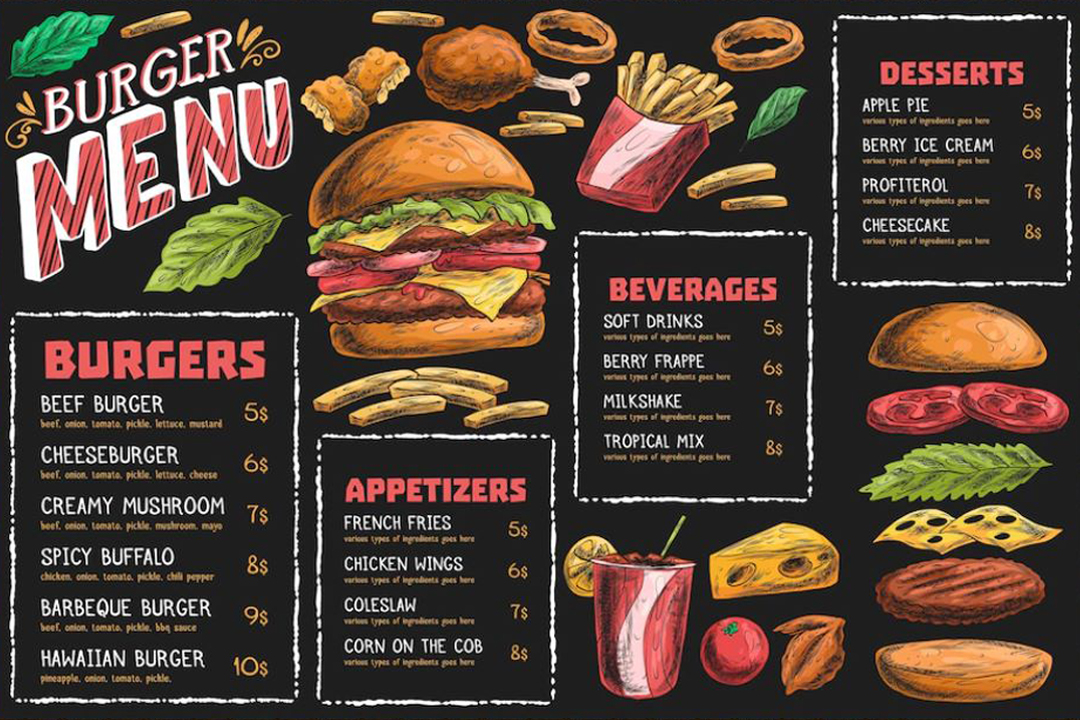 BURGER
MENU
BURGERS
BEEF BURGER 5$
beef, onion, tomato, pickle, lettuce, mustard
CHEESEBURGER 6$
beef, onion, tomato, pickle, lettuce, cheese
CREAMY MUSHROOM 7$
beef, onion, tomato, pickle, mushroom, mayo
SPICY BUFFALO 8$
chicken, onion, tomato, pickle, chili pepper
BARBEQUE BURGER 9$
beef, onion, tomato, pickle, bbq sauce
HAWAIIAN BURGER 10$
pineapple, onion, tomato, pickle,
APPETIZERS
FRENCH FRIES 5$
various types of ingredients goes here
CHICKEN WINGS 6$
various types of ingredients goes here
COLESLAW 7$
various types of ingredients goes here
CORN ON THE COB 8$
various types of ingredients goes here
BEVERAGES
SOFT DRINKS 5$
various types of ingredients goes here
BERRY FRAPPE 6$
various types of ingredients goes here
MILKSHAKE 7$
various types of ingredients goes here
TROPICAL MIX 8$
various types of ingredients goes here
DESSERTS
APPLE PIE 5$
various types of ingredients goes here
BERRY ICE CREAM 6$
various types of ingredients goes here
PROFITEROL 7$
various types of ingredients goes here
CHEESECAKE 8$
various types of ingredients goes here